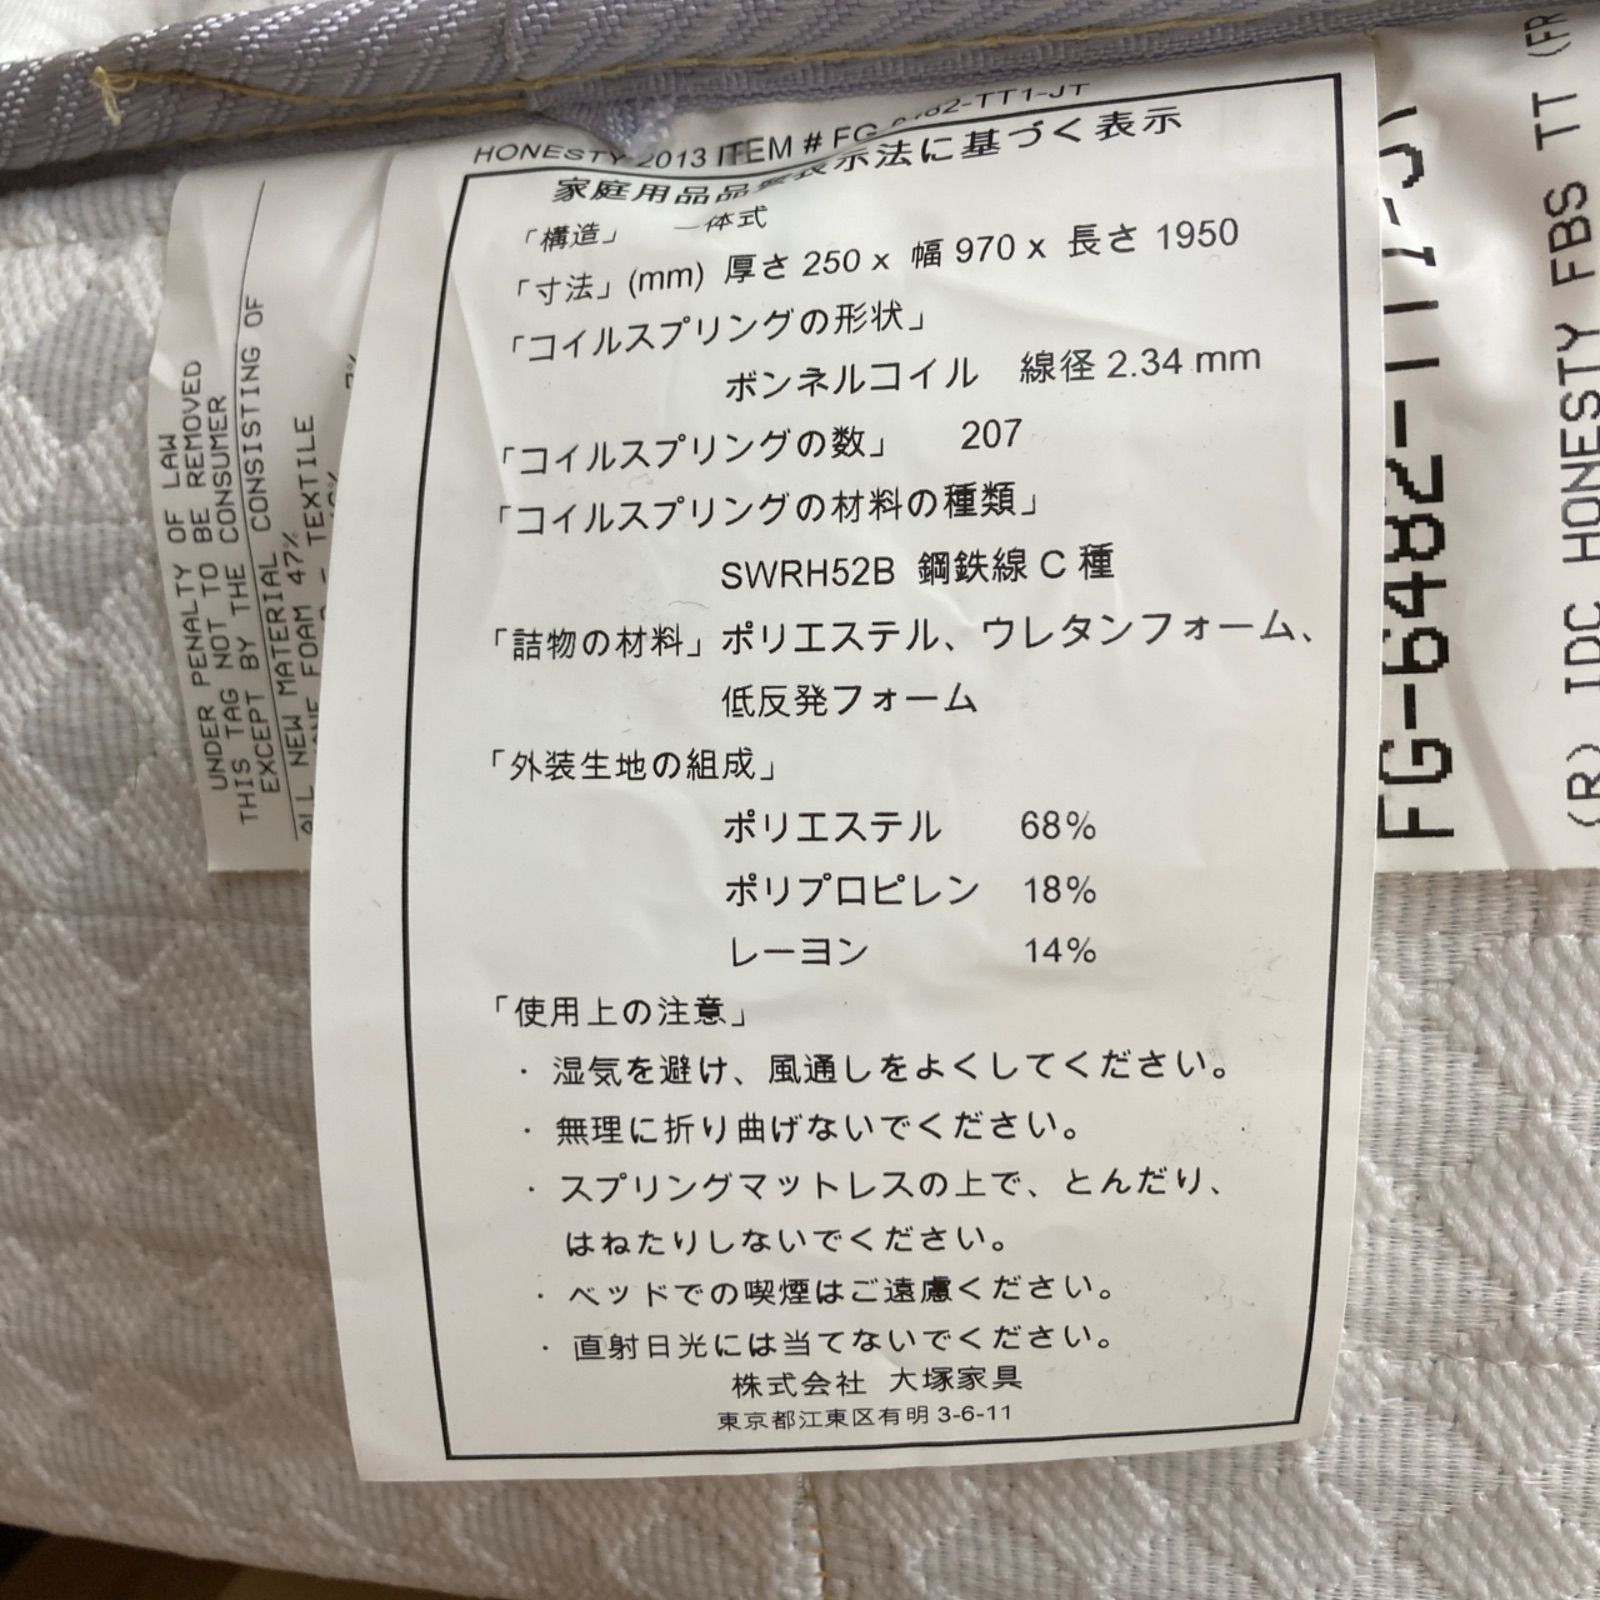 HONESTY 2013 ITEM # FG-6482-TT1-JT
家庭用品品質表示法に基づく表示
「構造」 一体式
「寸法」(mm) 厚さ 250 x 幅 970 x 長さ 1950
「コイルスプリングの形状」
ボンネルコイル 線径 2.34 mm
「コイルスプリングの数」 207
「コイルスプリングの材料の種類」
SWRH52B 鋼鉄線 C 種
「詰物の材料」ポリエステル、ウレタンフォーム、
低反発フォーム
「外装生地の組成」
ポリエステル 68%
ポリプロピレン 18%
レーヨン 14%
「使用上の注意」
・湿気を避け、風通しをよくしてください。
・無理に折り曲げないでください。
・スプリングマットレスの上で、とんだり、
はねたりしないでください。
・ベッドでの喫煙はご遠慮ください。
・直射日光には当てないでください。
株式会社 大塚家具
東京都江東区有明 3-6-11
UNDER PENALTY OF LAW
THIS TAG NOT TO BE REMOVED
EXCEPT BY THE CONSUMER
ALL NEW MATERIAL CONSISTING OF
FOAM 47%
TEXTILE
FG-6482-TT1-JT
(R) IDC HONESTY FBS TT